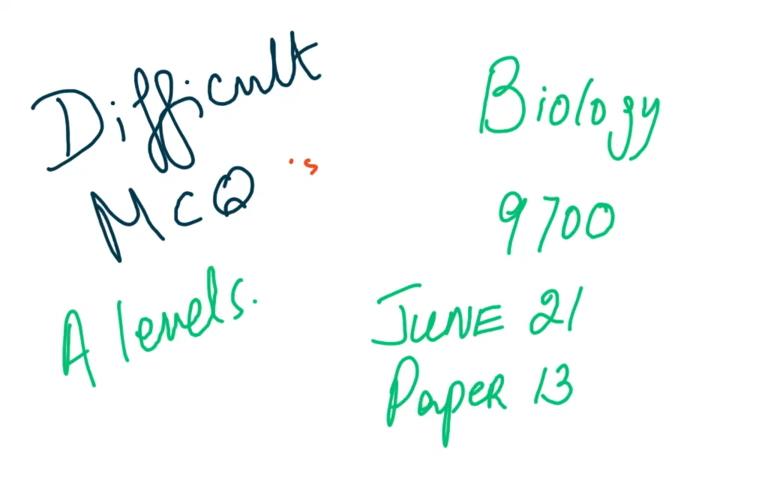 Difficult
MCQ's
A levels.
Biology
9700
JUNE 21
Paper 13